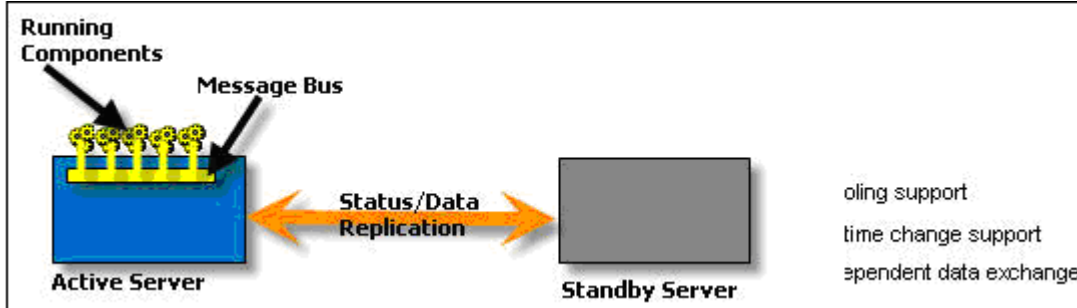 Running
Components
Message Bus
Status/Data
Replication
Active Server
Standby Server
oling support
time change support
ependent data exchange